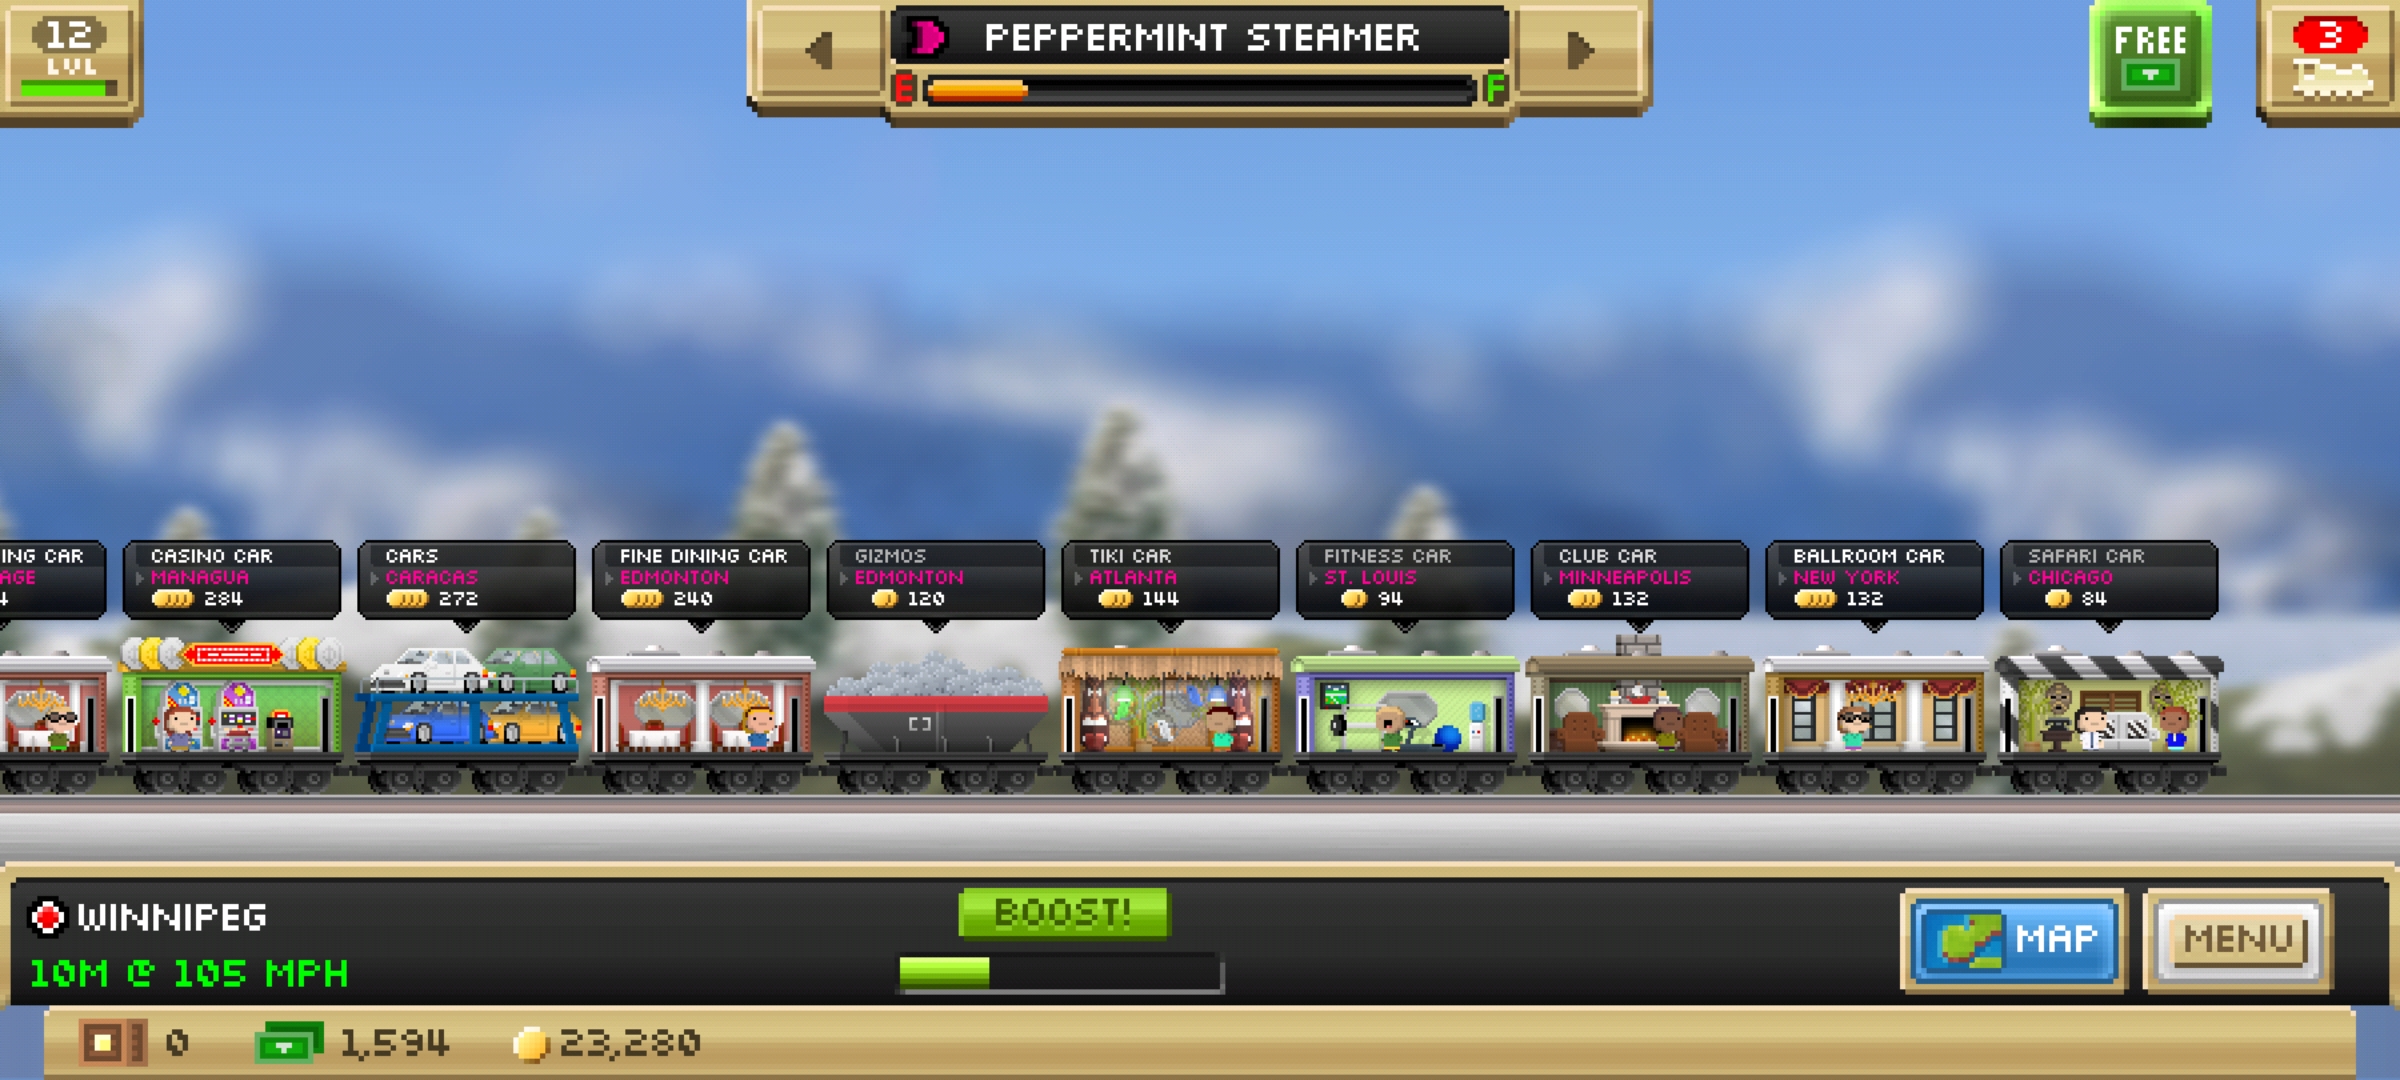 12
LVL
PEPPERMINT STEAMER
E
F
FREE
3
ING CAR
AGE
4
CASINO CAR
MANAGUA
284
CARS
CARACAS
272
FINE DINING CAR
EDMONTON
240
GIZMOS
EDMONTON
120
TIKI CAR
ATLANTA
144
FITNESS CAR
ST. LOUIS
94
CLUB CAR
MINNEAPOLIS
132
BALLROOM CAR
NEW YORK
132
SAFARI CAR
CHICAGO
84
WINNIPEG
10M @ 105 MPH
BOOST!
MAP
MENU
0
1,594
23,280